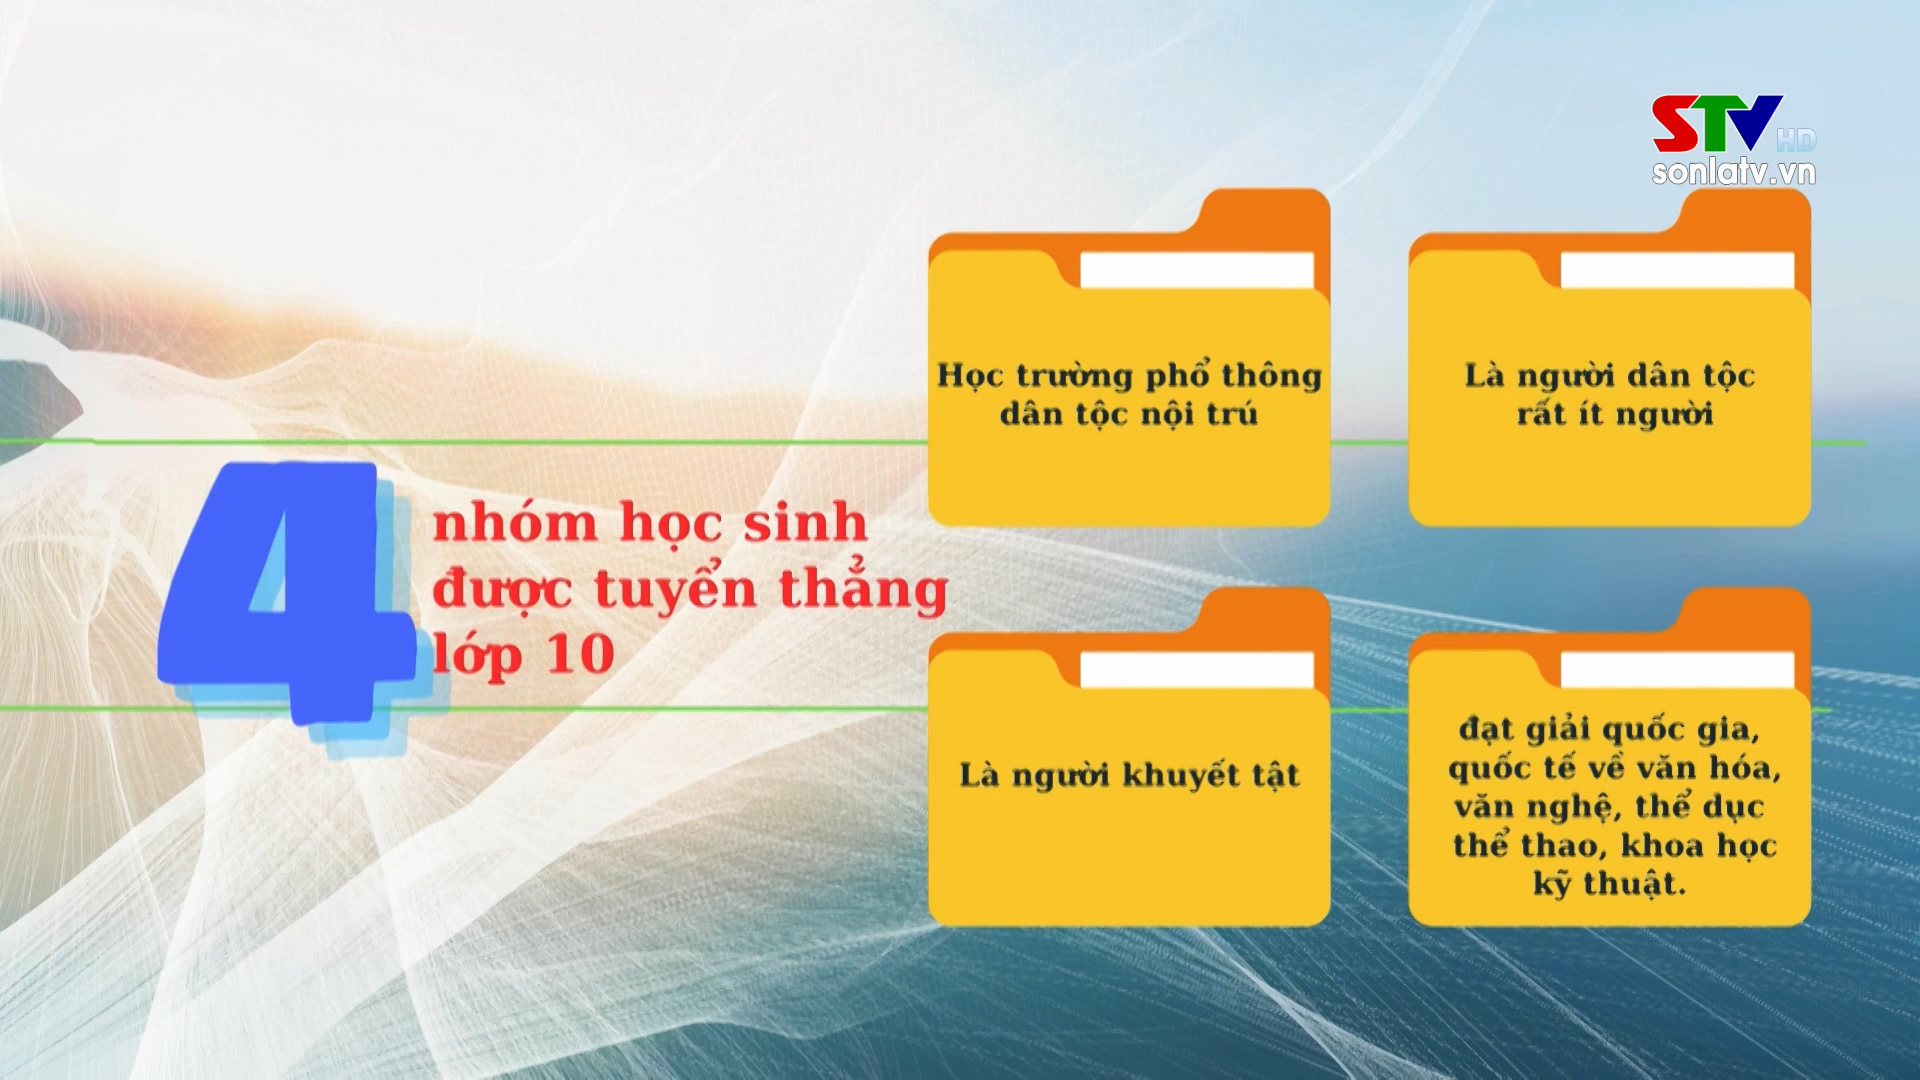 STV HD
sonlatv.vn
4
nhóm học sinh
được tuyển thẳng
lớp 10
Học trường phổ thông
dân tộc nội trú
Là người dân tộc
rất ít người
Là người khuyết tật
đạt giải quốc gia,
quốc tế về văn hóa,
văn nghệ, thể dục
thể thao, khoa học
kỹ thuật.